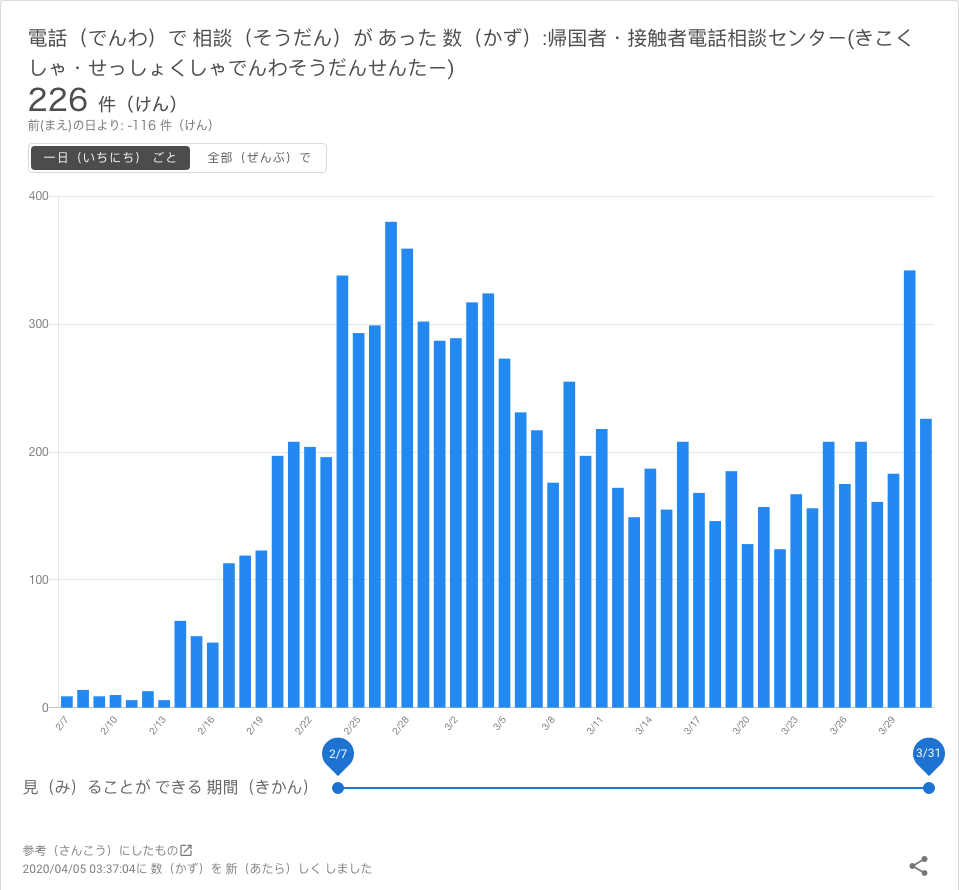 電話（でんわ）で 相談（そうだん）が あった 数（かず）:帰国者・接触者電話相談センター(きこく
しゃ・せっしょくしゃでんわそうだんせんたー)
226 件（けん）
前(まえ)の日より: -116 件（けん）
一日（いちにち） ごと 全部（ぜんぶ）で
400
300
200
100
0
2/7 2/10 2/13 2/16 2/19 2/22 2/25 2/28 3/2 3/5 3/8 3/11 3/14 3/17 3/20 3/23 3/26 3/29
2/7 3/31
見（み）ることが できる 期間（きかん）
参考（さんこう）にしたもの
2020/04/05 03:37:04に 数（かず）を 新（あたら）しく しました